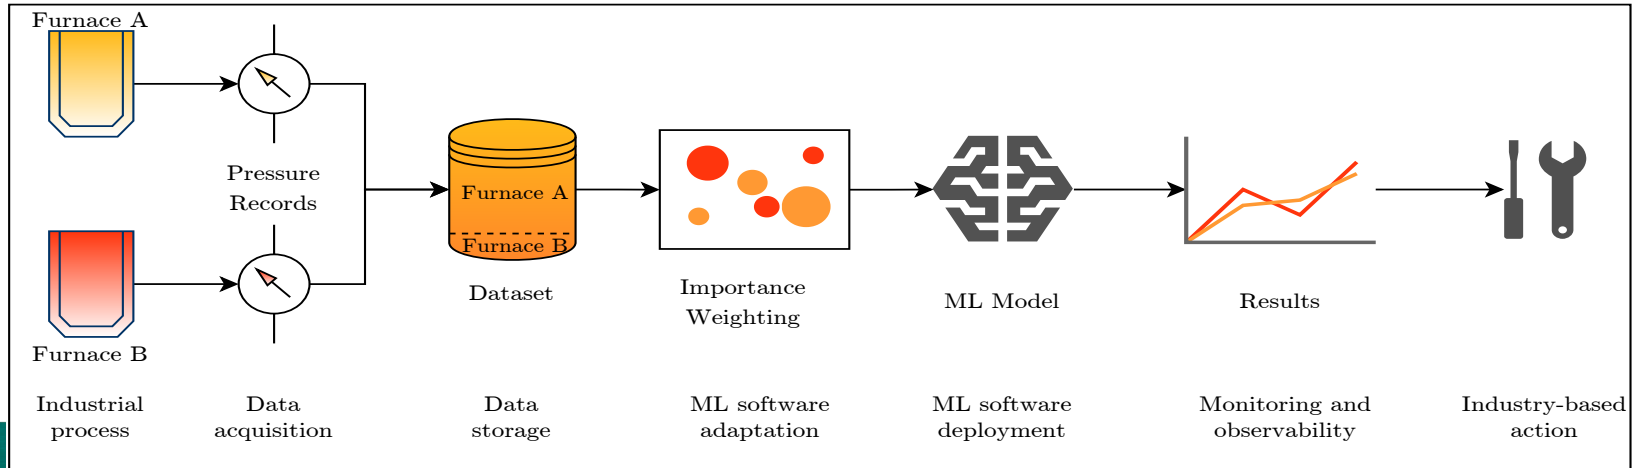 Furnace A
Pressure
Records
Furnace B
Furnace A
Furnace B
Dataset
Importance
Weighting
ML Model
Results
Industrial
process
Data
acquisition
Data
storage
ML software
adaptation
ML software
deployment
Monitoring and
observability
Industry-based
action